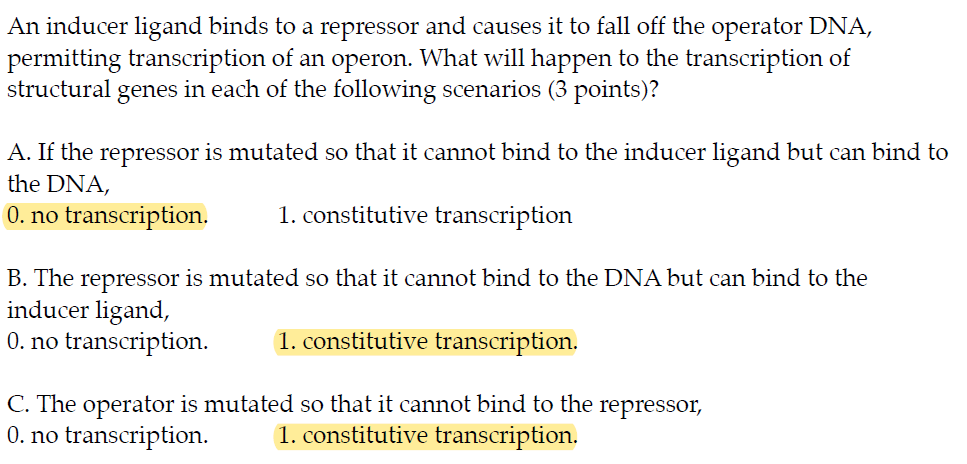 An inducer ligand binds to a repressor and causes it to fall off the operator DNA,
permitting transcription of an operon. What will happen to the transcription of
structural genes in each of the following scenarios (3 points)?
A. If the repressor is mutated so that it cannot bind to the inducer ligand but can bind to
the DNA,
0. no transcription. 1. constitutive transcription
B. The repressor is mutated so that it cannot bind to the DNA but can bind to the
inducer ligand,
0. no transcription. 1. constitutive transcription.
C. The operator is mutated so that it cannot bind to the repressor,
0. no transcription. 1. constitutive transcription.